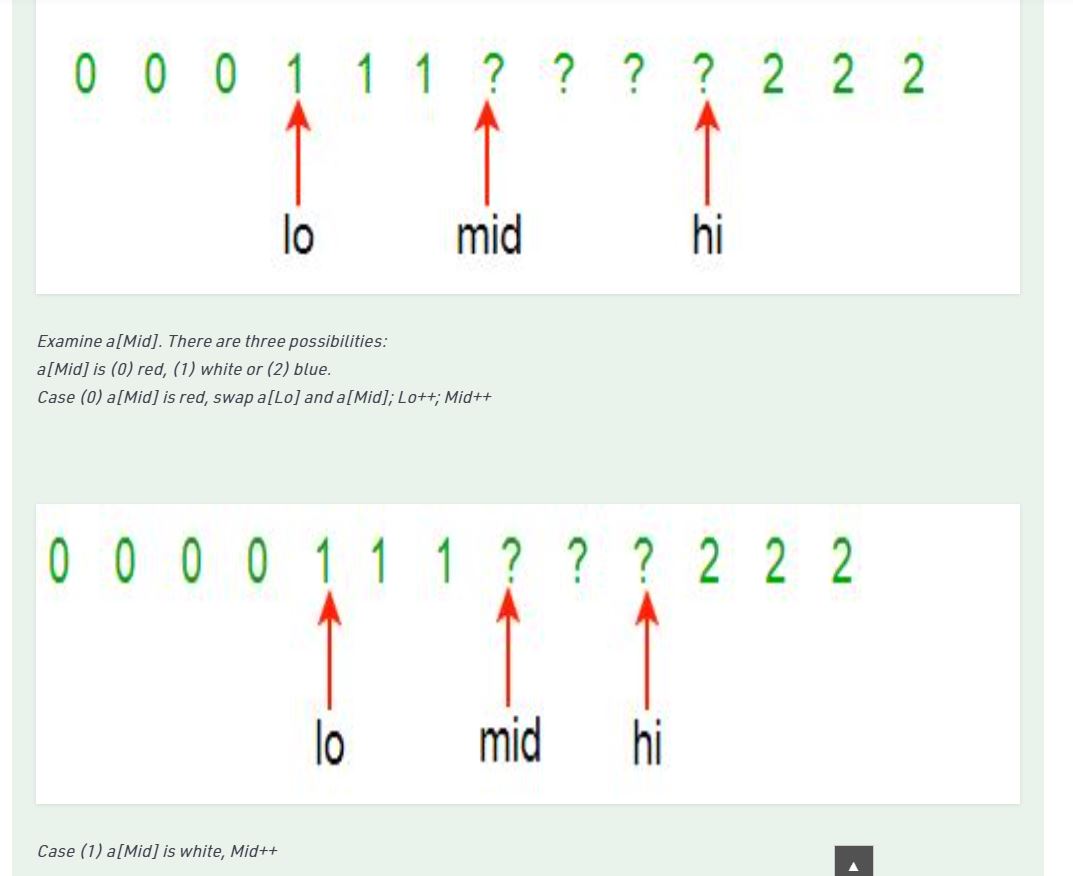 0 0 0 1 1 1 ? ? ? ? 2 2 2
lo mid hi
Examine a[Mid]. There are three possibilities:
a[Mid] is (0) red, (1) white or (2) blue.
Case (0) a[Mid] is red, swap a[Lo] and a[Mid]; Lo++; Mid++
0 0 0 0 1 1 1 ? ? ? 2 2 2
lo mid hi
Case (1) a[Mid] is white, Mid++